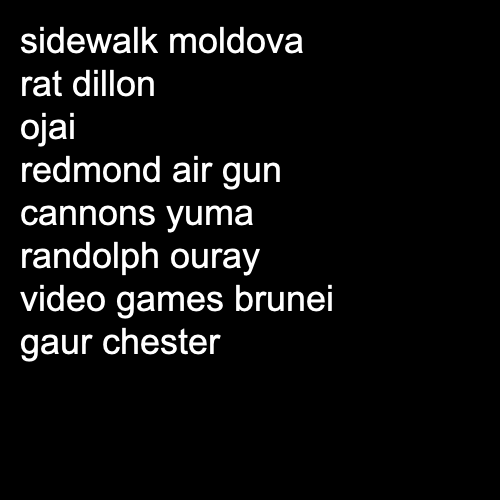 sidewalk moldova
rat dillon
ojai
redmond air gun
cannons yuma
randolph ouray
video games brunei
gaur chester